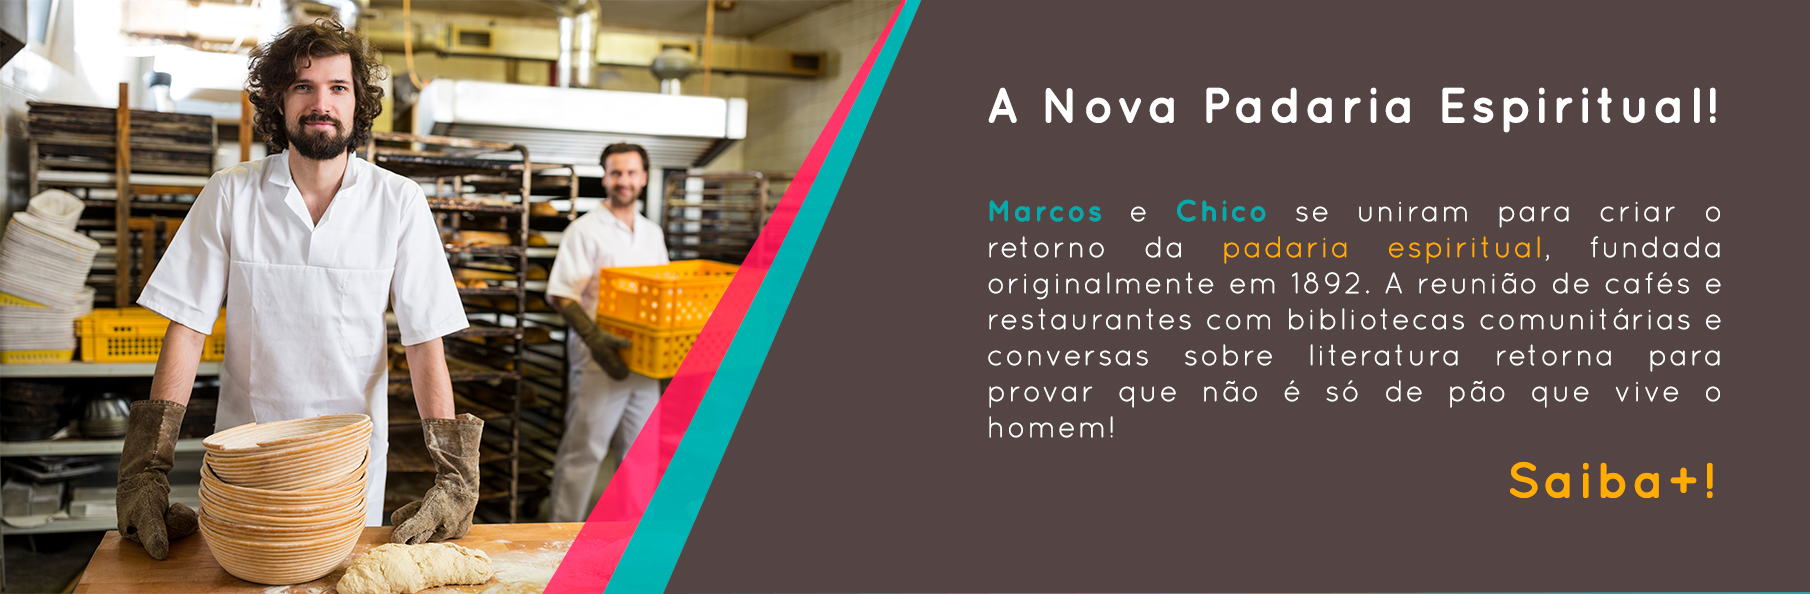 A Nova Padaria Espiritual!
Marcos e Chico se uniram para criar o
retorno da padaria espiritual, fundada
originalmente em 1892. A reunião de cafés e
restaurantes com bibliotecas comunitárias e
conversas sobre literatura retorna para
provar que não é só de pão que vive o
homem!
Saiba+!